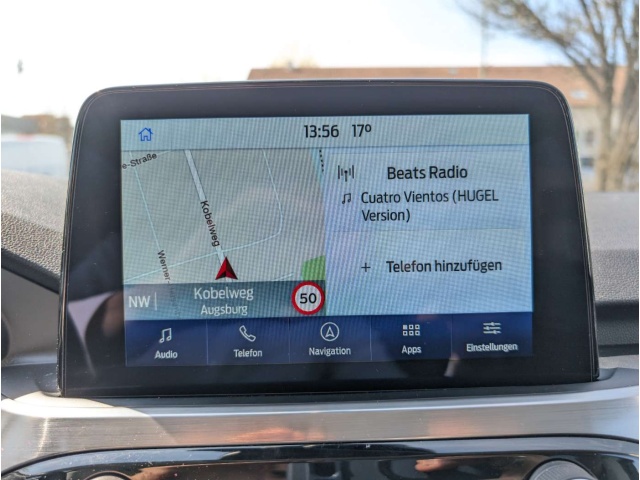 13:56 17°
e-Straße
Kobelweg
Werner-
NW
Kobelweg
Augsburg
50
Beats Radio
Cuatro Vientos (HUGEL
Version)
+ Telefon hinzufügen
Audio
Telefon
Navigation
Apps
Einstellungen